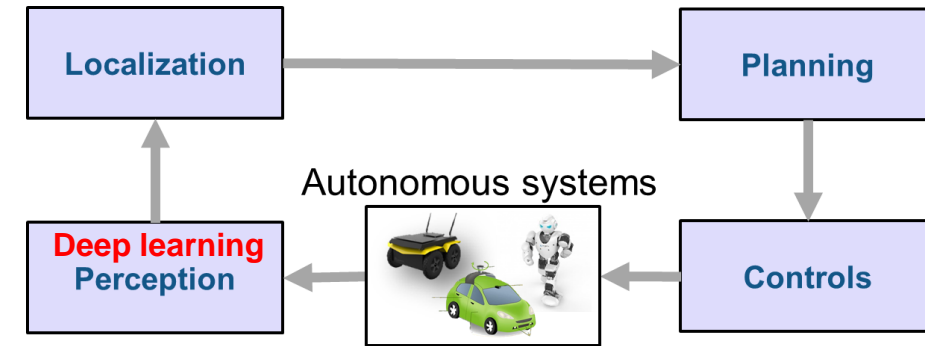 Localization
Planning
Autonomous systems
Deep learning
Perception
Controls